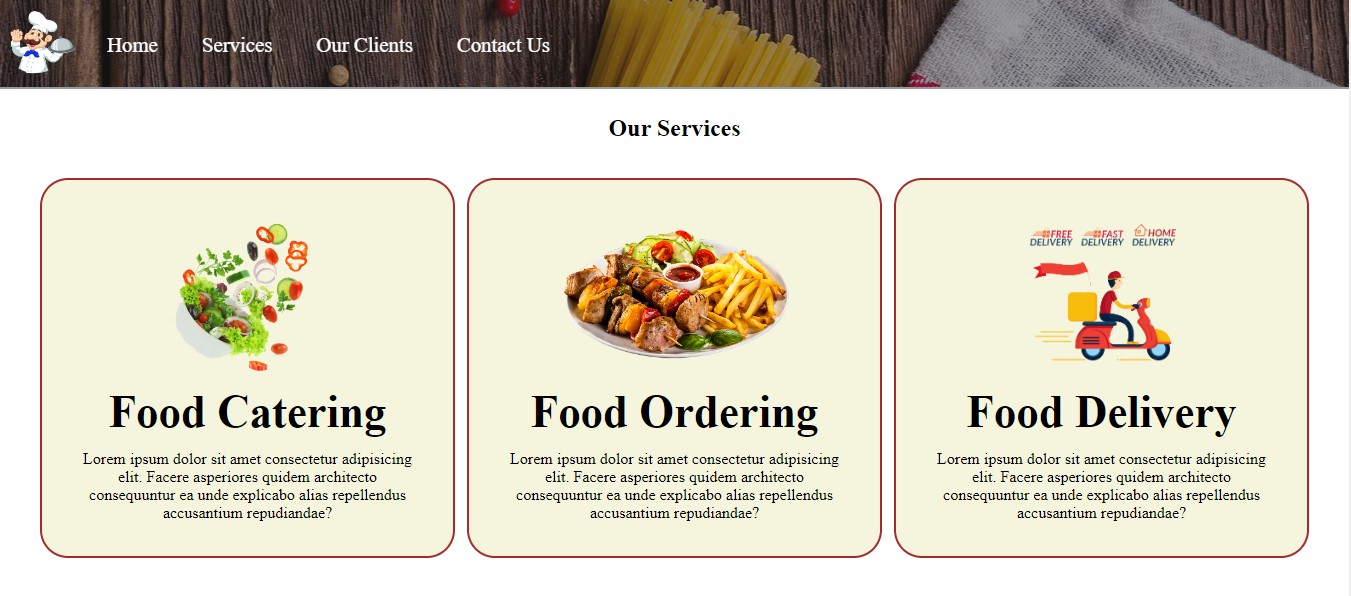 Home Services Our Clients Contact Us
Our Services
FREE DELIVERY FAST DELIVERY HOME DELIVERY
Food Catering
Lorem ipsum dolor sit amet consectetur adipisicing
elit. Facere asperiores quidem architecto
consequuntur ea unde explicabo alias repellendus
accusantium repudiandae?
Food Ordering
Lorem ipsum dolor sit amet consectetur adipisicing
elit. Facere asperiores quidem architecto
consequuntur ea unde explicabo alias repellendus
accusantium repudiandae?
Food Delivery
Lorem ipsum dolor sit amet consectetur adipisicing
elit. Facere asperiores quidem architecto
consequuntur ea unde explicabo alias repellendus
accusantium repudiandae?